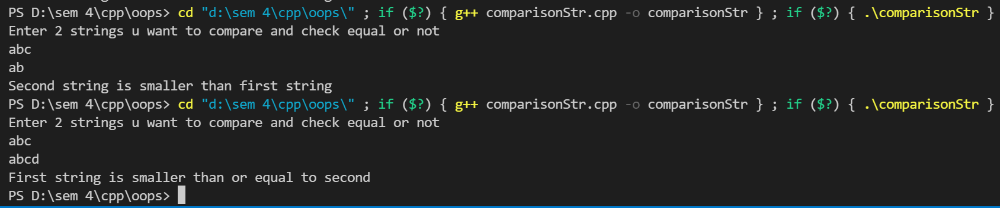 PS D:\sem 4\cpp\oops> cd "d:\sem 4\cpp\oops\" ; if ($?) { g++ comparisonStr.cpp -o comparisonStr } ; if ($?) { .\comparisonStr }
Enter 2 strings u want to compare and check equal or not
abc
ab
Second string is smaller than first string
PS D:\sem 4\cpp\oops> cd "d:\sem 4\cpp\oops\" ; if ($?) { g++ comparisonStr.cpp -o comparisonStr } ; if ($?) { .\comparisonStr }
Enter 2 strings u want to compare and check equal or not
abc
abcd
First string is smaller than or equal to second
PS D:\sem 4\cpp\oops>